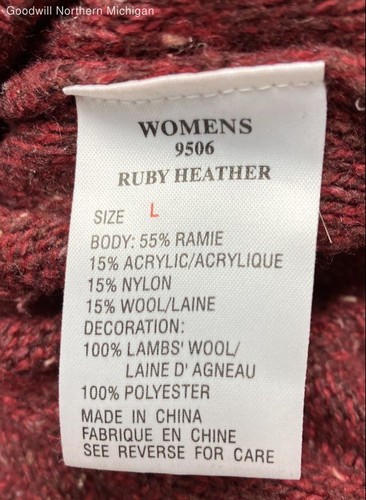 Goodwill Northern Michigan
WOMENS
9506
RUBY HEATHER
SIZE L
BODY: 55% RAMIE
15% ACRYLIC/ACRYLIQUE
15% NYLON
15% WOOL/LAINE
DECORATION:
100% LAMBS' WOOL/
LAINE D' AGNEAU
100% POLYESTER
MADE IN CHINA
FABRIQUE EN CHINE
SEE REVERSE FOR CARE